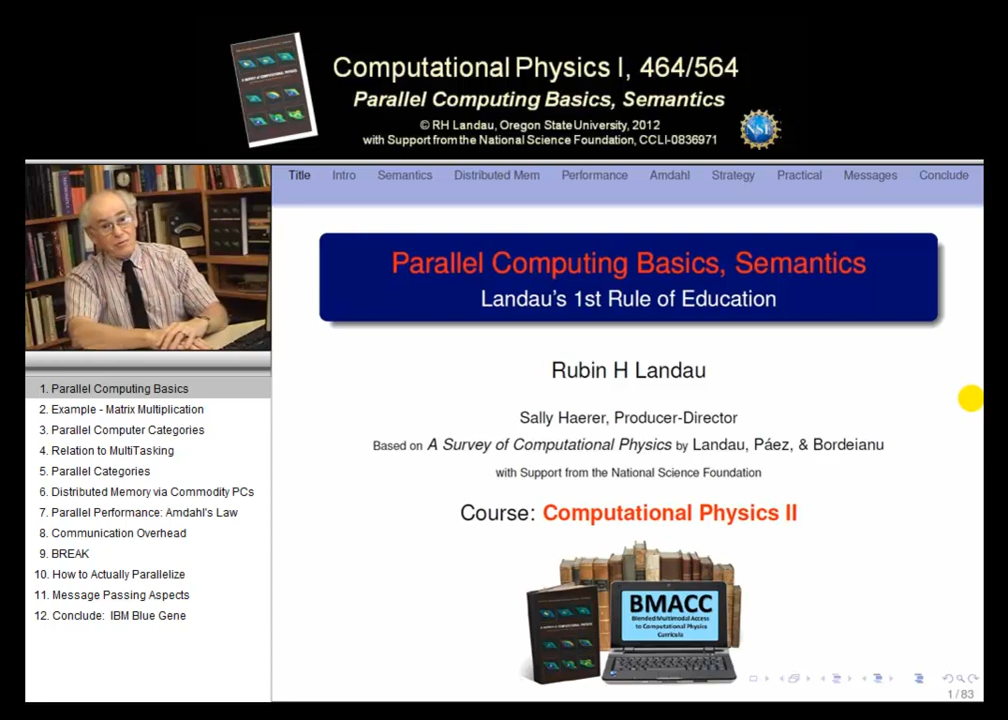 Computational Physics I, 464/564
Parallel Computing Basics, Semantics
© RH Landau, Oregon State University, 2012
with Support from the National Science Foundation, CCLI-0836971
NSF
Title Intro Semantics Distributed Mem Performance Amdahl Strategy Practical Messages Conclude
Parallel Computing Basics, Semantics
Landau's 1st Rule of Education
Rubin H Landau
Sally Haerer, Producer-Director
Based on A Survey of Computational Physics by Landau, Páez, & Bordeianu
with Support from the National Science Foundation
Course: Computational Physics II
BMACC
Blended Multimodal Access
to Computational Physics
Curricula
1 / 83
1. Parallel Computing Basics
2. Example - Matrix Multiplication
3. Parallel Computer Categories
4. Relation to MultiTasking
5. Parallel Categories
6. Distributed Memory via Commodity PCs
7. Parallel Performance: Amdahl's Law
8. Communication Overhead
9. BREAK
10. How to Actually Parallelize
11. Message Passing Aspects
12. Conclude: IBM Blue Gene